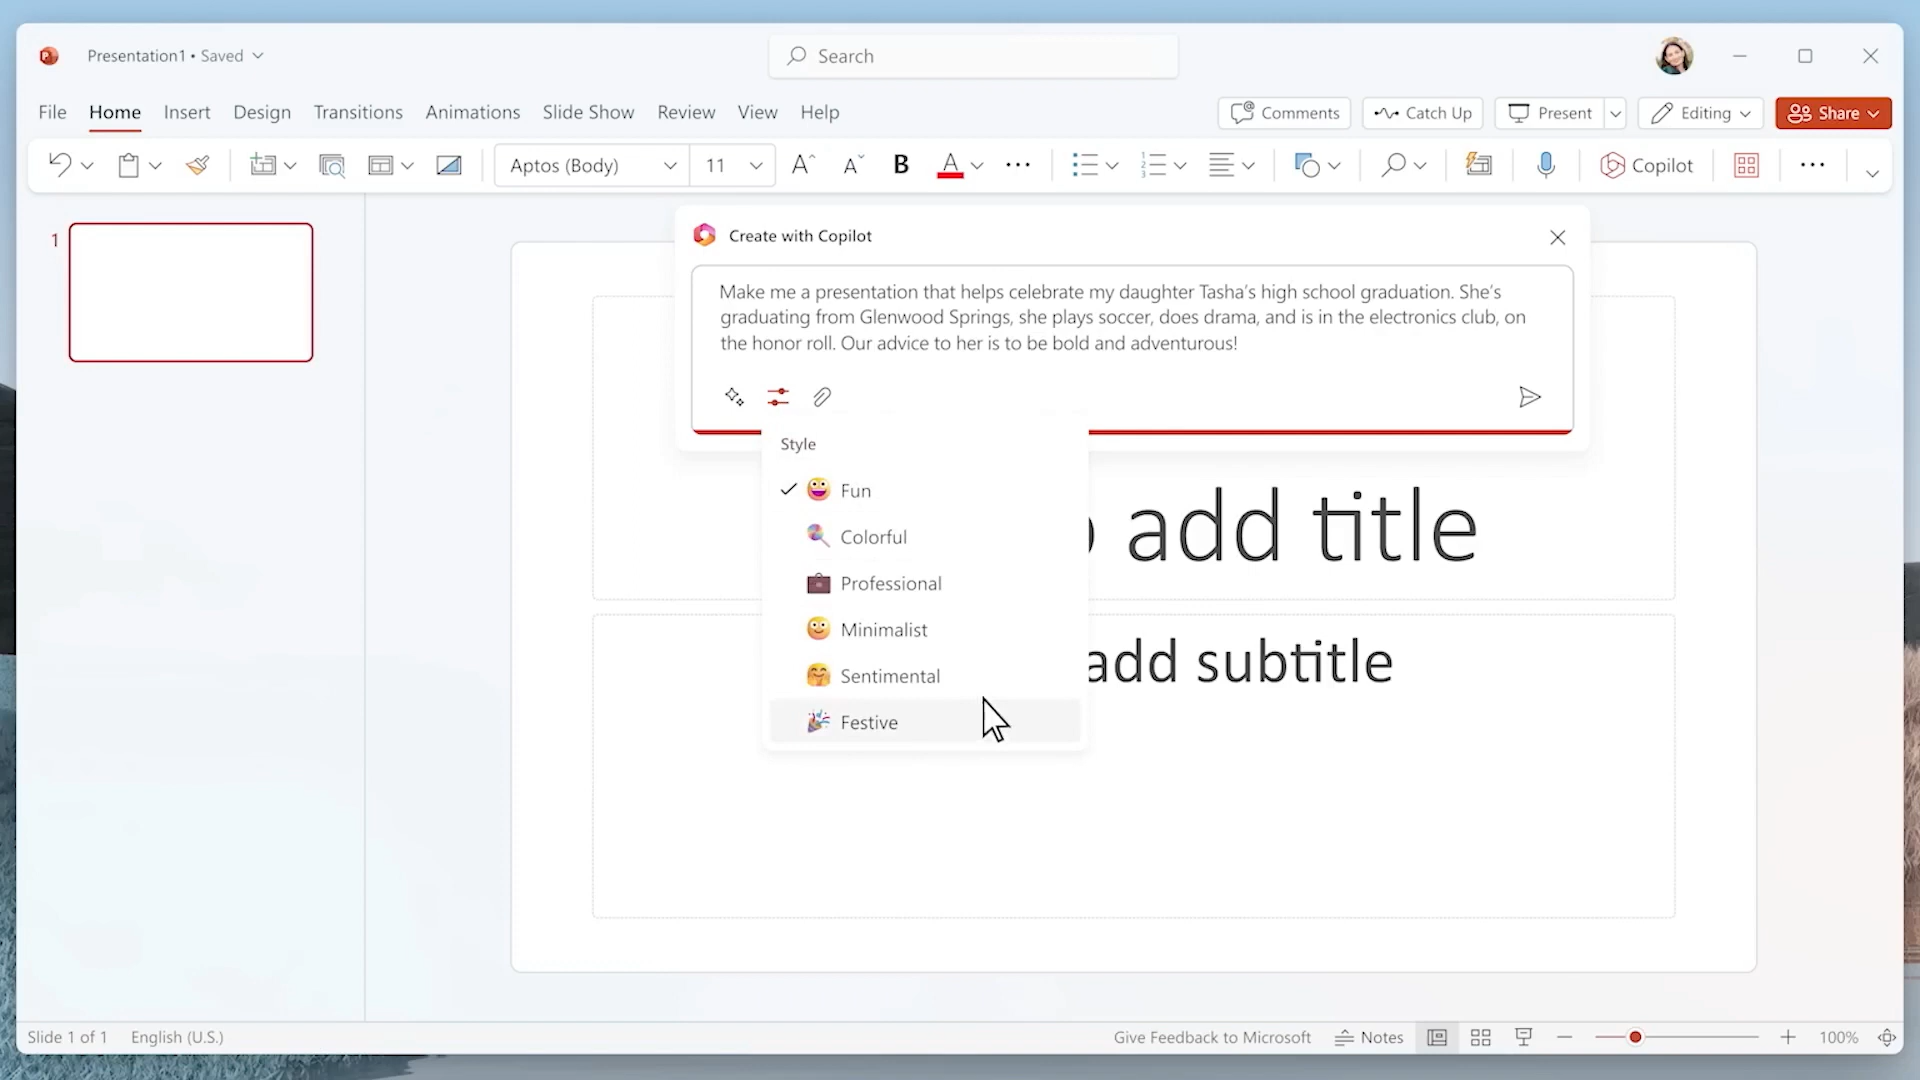 Presentation1 • Saved
Search
File Home Insert Design Transitions Animations Slide Show Review View Help
Comments Catch Up Present Editing Share
Aptos (Body) 11 Copilot
1
Create with Copilot
Make me a presentation that helps celebrate my daughter Tasha's high school graduation. She's
graduating from Glenwood Springs, she plays soccer, does drama, and is in the electronics club, on
the honor roll. Our advice to her is to be bold and adventurous!
Style
Fun
Colorful
Professional
Minimalist
Sentimental
Festive
add title
add subtitle
Slide 1 of 1 English (U.S.) Give Feedback to Microsoft Notes 100%